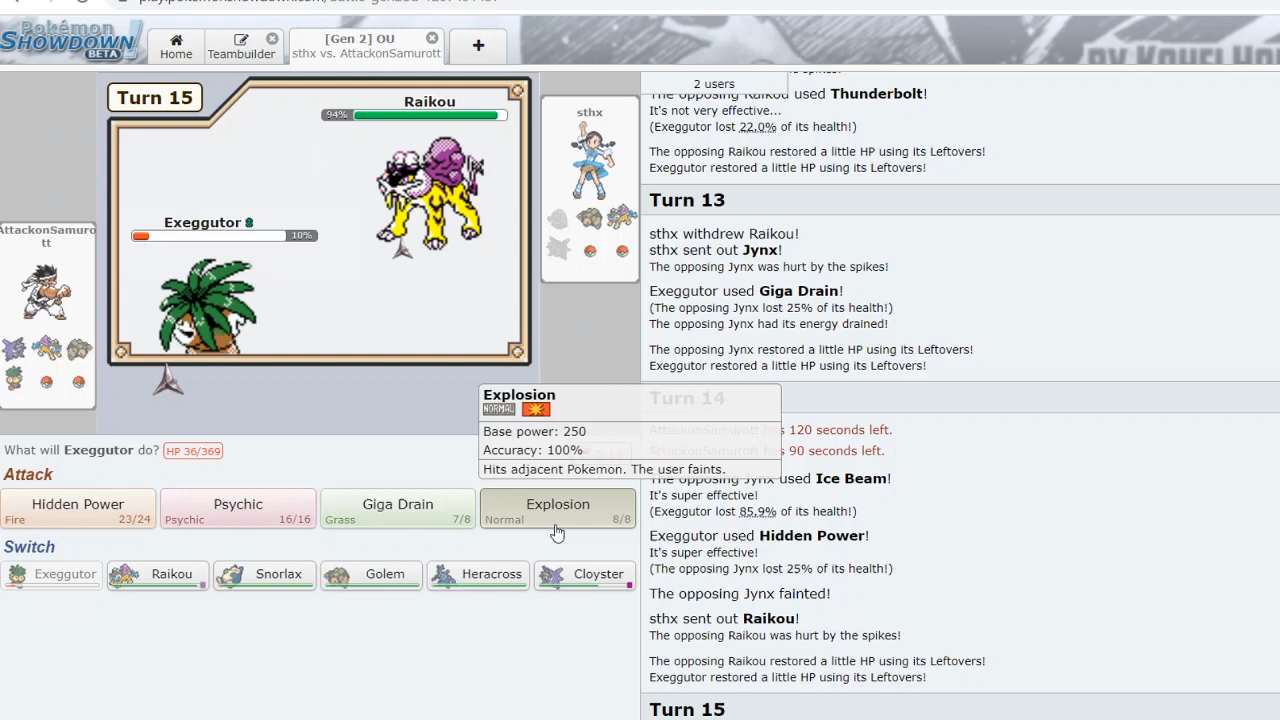 Pokémon
SHOWDOWN
BETA
Home
Teambuilder
[Gen 2] OU
sthx vs. AttackonSamurott
+
2 users
Turn 15
Raikou
94%
Exeggutor
10%
sthx
AttackonSamuro
tt
The opposing Raikou used Thunderbolt!
It's not very effective...
(Exeggutor lost 22.0% of its health!)
The opposing Raikou restored a little HP using its Leftovers!
Exeggutor restored a little HP using its Leftovers!
Turn 13
sthx withdrew Raikou!
sthx sent out Jynx!
The opposing Jynx was hurt by the spikes!
Exeggutor used Giga Drain!
(The opposing Jynx lost 25% of its health!)
The opposing Jynx had its energy drained!
The opposing Jynx restored a little HP using its Leftovers!
Exeggutor restored a little HP using its Leftovers!
Turn 14
AttackonSamurott has 120 seconds left.
AttackonSamurott has 90 seconds left.
The opposing Jynx used Ice Beam!
It's super effective!
(Exeggutor lost 85.9% of its health!)
Exeggutor used Hidden Power!
It's super effective!
(The opposing Jynx lost 25% of its health!)
The opposing Jynx fainted!
sthx sent out Raikou!
The opposing Raikou was hurt by the spikes!
The opposing Raikou restored a little HP using its Leftovers!
Exeggutor restored a little HP using its Leftovers!
Turn 15
Explosion
NORMAL
Base power: 250
Accuracy: 100%
Hits adjacent Pokemon. The user faints.
What will Exeggutor do? HP 36/369
Attack
Hidden Power
Fire 23/24
Psychic
Psychic 16/16
Giga Drain
Grass 7/8
Explosion
Normal 8/8
Switch
Exeggutor
Raikou
Snorlax
Golem
Heracross
Cloyster